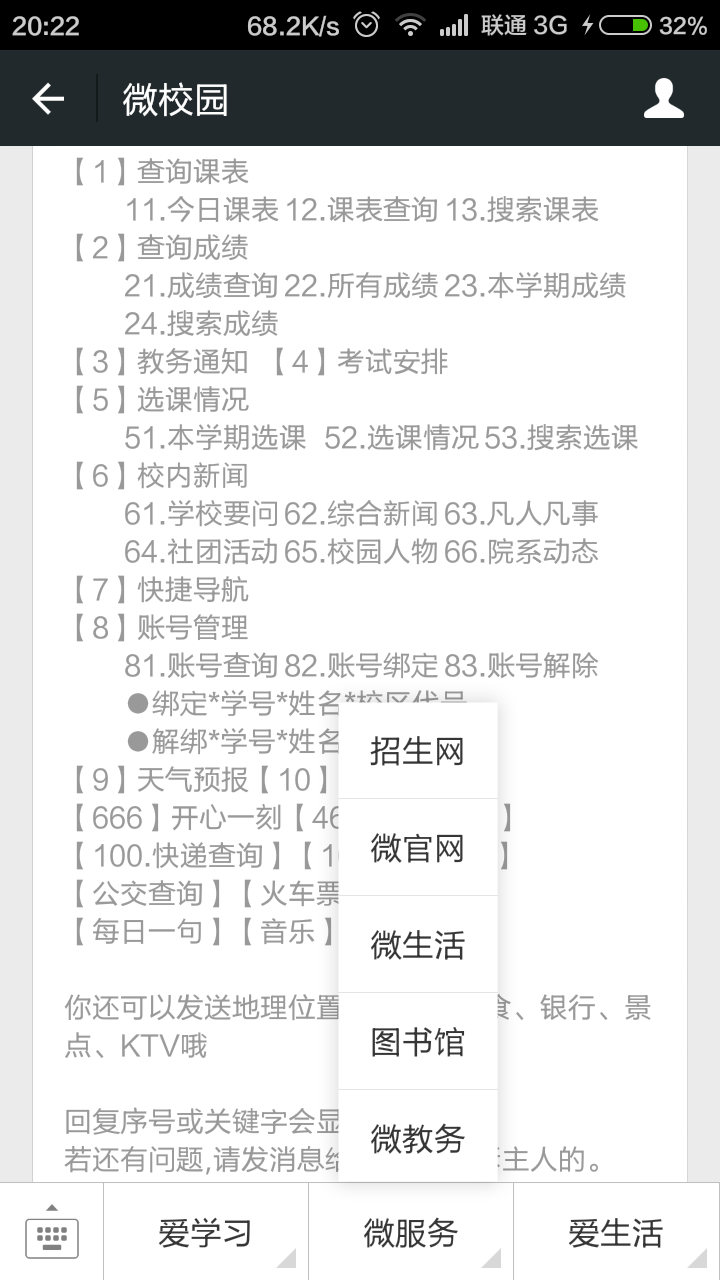 20:22 68.2K/s 联通 3G 32%
微校园
【1】查询课表
11.今日课表 12.课表查询 13.搜索课表
【2】查询成绩
21.成绩查询 22.所有成绩 23.本学期成绩
24.搜索成绩
【3】教务通知 【4】考试安排
【5】选课情况
51.本学期选课 52.选课情况 53.搜索选课
【6】校内新闻
61.学校要问 62.综合新闻 63.凡人凡事
64.社团活动 65.校园人物 66.院系动态
【7】快捷导航
【8】账号管理
81.账号查询 82.账号绑定 83.账号解除
●绑定*学号*姓名*校区代号
●解绑*学号*姓名
【9】天气预报【10】
【666】开心一刻【46 】
【100.快递查询】【1 】
【公交查询】【火车票
【每日一句】【音乐】
你还可以发送地理位置 食、银行、景
点、KTV哦
回复序号或关键字会显
若还有问题,请发消息给 主人的。
招生网
微官网
微生活
图书馆
微教务
爱学习 微服务 爱生活